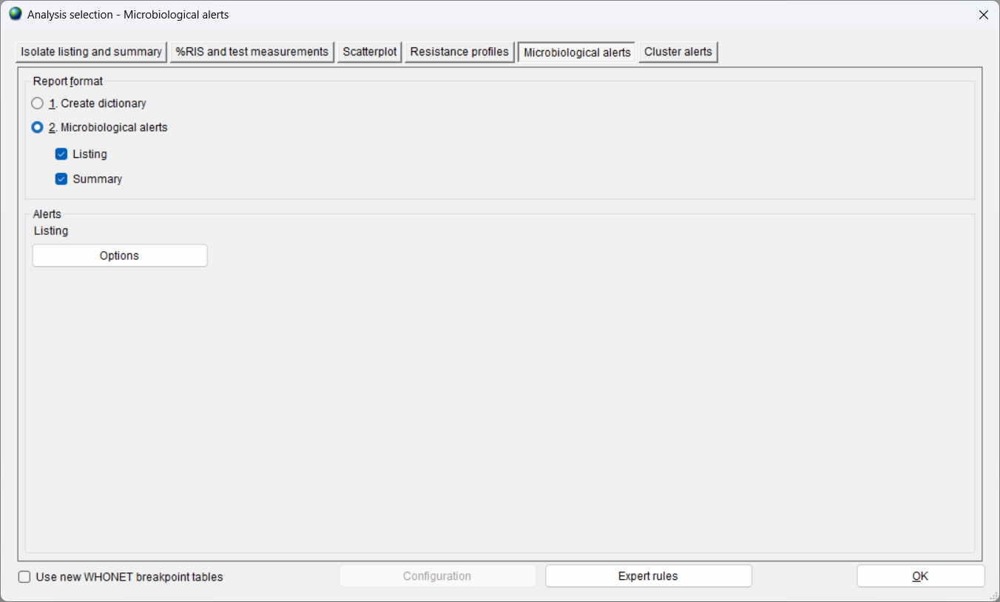 Analysis selection - Microbiological alerts
Isolate listing and summary %RIS and test measurements Scatterplot Resistance profiles Microbiological alerts Cluster alerts
Report format
1. Create dictionary
2. Microbiological alerts
Listing
Summary
Alerts
Listing
Options
Use new WHONET breakpoint tables Configuration Expert rules OK